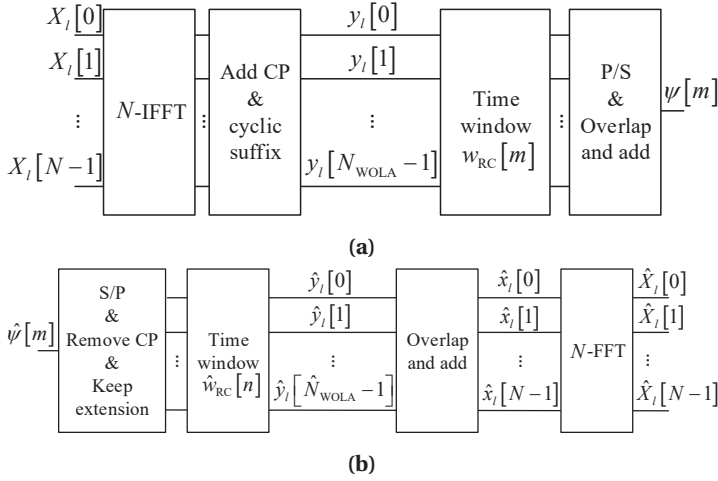 X_l[0]
X_l[1]
⋮
X_l[N−1]
N-IFFT
⋮
Add CP
&
cyclic
suffix
y_l[0]
y_l[1]
⋮
y_l[N_WOLA −1]
Time
window
w_RC[m]
⋮
P/S
&
Overlap
and add
ψ[m]
(a)
ψ̂[m]
S/P
&
Remove CP
&
Keep
extension
⋮
Time
window
ŵ_RC[n]
ŷ_l[0]
ŷ_l[1]
⋮
ŷ_l[N̂_WOLA −1]
Overlap
and add
x̂_l[0]
x̂_l[1]
⋮
x̂_l[N−1]
N-FFT
X̂_l[0]
X̂_l[1]
⋮
X̂_l[N−1]
(b)